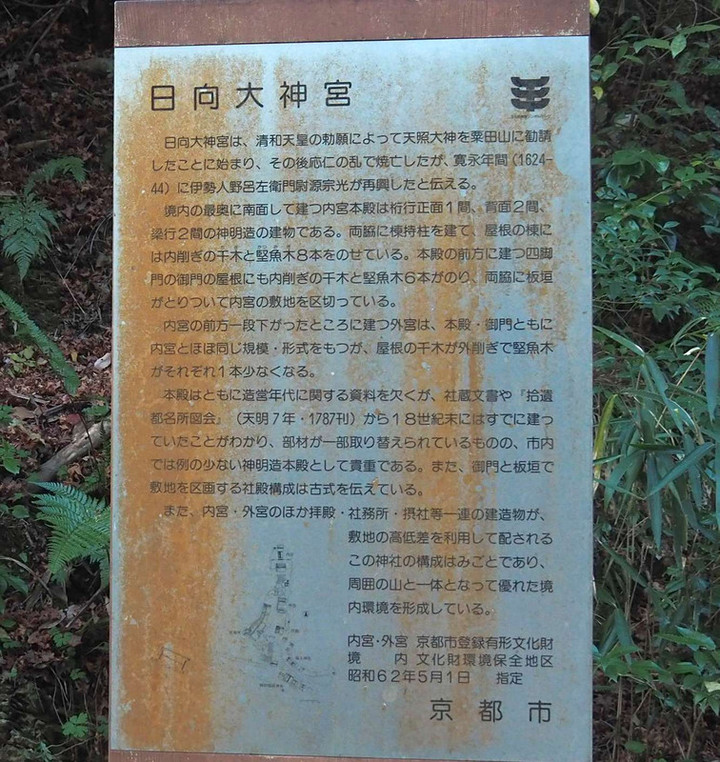 日向大神宮
日向大神宮は、清和天皇の勅願によって天照大神を粟田山に勧請
したことに始まり、その後応仁の乱で焼亡したが、寛永年間(1624-
44)に伊勢人野呂左衛門尉源宗光が再興したと伝える。
境内の最奥に南面して建つ内宮本殿は桁行正面1間、背面2間、
梁行2間の神明造の建物である。両脇に棟持柱を建て、屋根の棟に
は内削ぎの千木と堅魚木8本をのせている。本殿の前方に建つ四脚
門の御門の屋根にも内削ぎの千木と堅魚木6本がのり、両脇に板垣
がとりついて内宮の敷地を区切っている。
内宮の前方一段下がったところに建つ外宮は、本殿・御門ともに
内宮とほぼ同じ規模・形式をもつが、屋根の千木が外削ぎで堅魚木
がそれぞれ1本少なくなる。
本殿はともに造営年代に関する資料を欠くが、社蔵文書や『拾遺
都名所図会』(天明7年・1787刊)から18世紀末にはすでに建っ
ていたことがわかり、部材が一部取り替えられているものの、市内
では例の少ない神明造本殿として貴重である。また、御門と板垣で
敷地を区画する社殿構成は古式を伝えている。
また、内宮・外宮のほか拝殿・社務所・摂社等一連の建造物が、
敷地の高低差を利用して配される
この神社の構成はみごとであり、
周囲の山と一体となって優れた境
内環境を形成している。
内宮・外宮 京都市登録有形文化財
境 内 文化財環境保全地区
昭和62年5月1日 指定
京都市